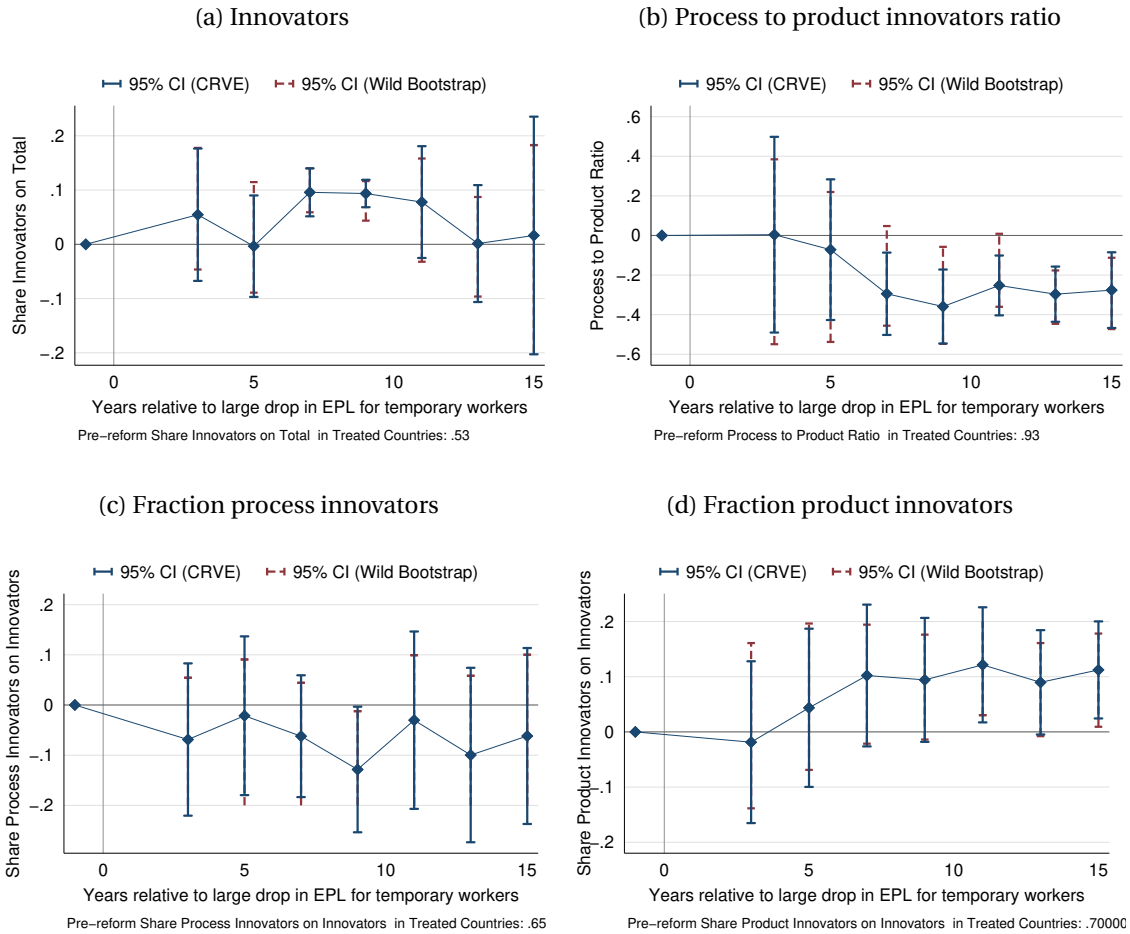 (a) Innovators
95% CI (CRVE) 95% CI (Wild Bootstrap)
Share Innovators on Total
.2
.1
0
−.1
−.2
0 5 10 15
Years relative to large drop in EPL for temporary workers
Pre−reform Share Innovators on Total in Treated Countries: .53
(b) Process to product innovators ratio
95% CI (CRVE) 95% CI (Wild Bootstrap)
Process to Product Ratio
.6
.4
.2
0
−.2
−.4
−.6
0 5 10 15
Years relative to large drop in EPL for temporary workers
Pre−reform Process to Product Ratio in Treated Countries: .93
(c) Fraction process innovators
95% CI (CRVE) 95% CI (Wild Bootstrap)
Share Process Innovators on Innovators
.2
.1
0
−.1
−.2
0 5 10 15
Years relative to large drop in EPL for temporary workers
Pre−reform Share Process Innovators on Innovators in Treated Countries: .65
(d) Fraction product innovators
95% CI (CRVE) 95% CI (Wild Bootstrap)
Share Product Innovators on Innovators
.2
.1
0
−.1
−.2
0 5 10 15
Years relative to large drop in EPL for temporary workers
Pre−reform Share Product Innovators on Innovators in Treated Countries: .70000